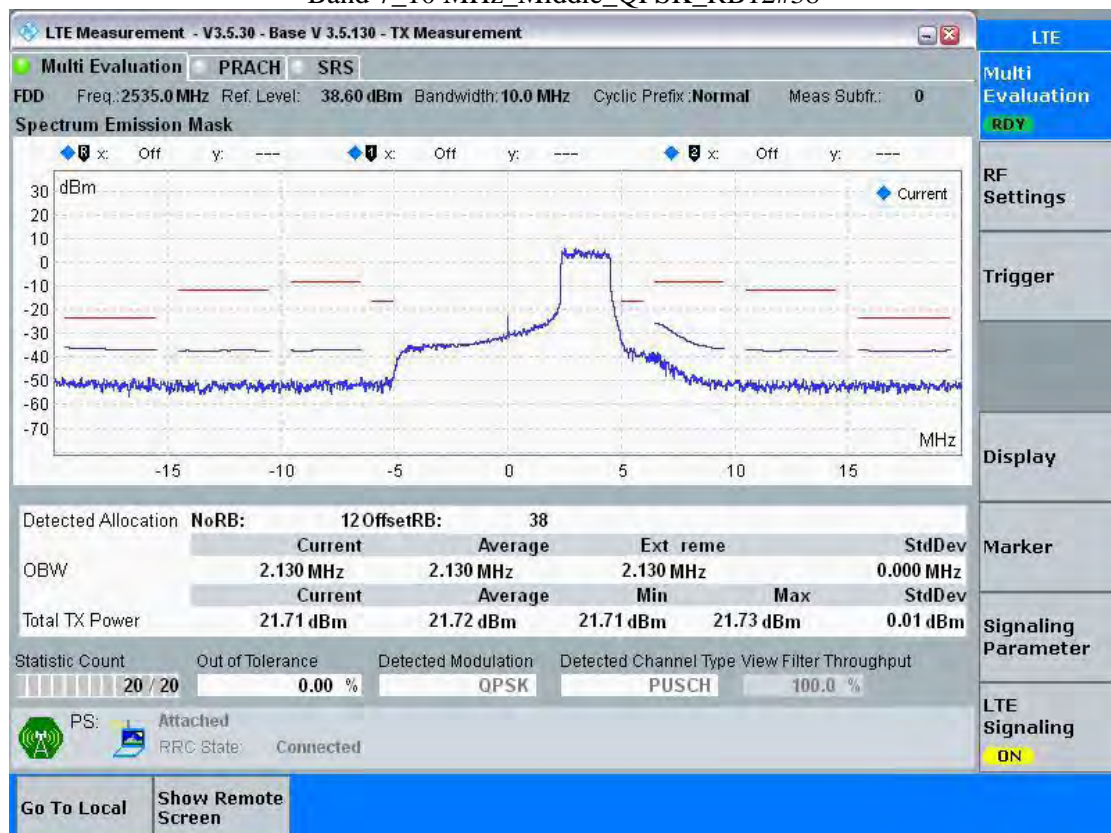 Band 7_10 MHz_Middle_QPSK_RB12#38
LTE Measurement - V3.5.30 - Base V 3.5.130 - TX Measurement
LTE
Multi Evaluation PRACH SRS
Multi Evaluation
RDY
FDD Freq.:2535.0 MHz Ref. Level: 38.60 dBm Bandwidth: 10.0 MHz Cyclic Prefix :Normal Meas Subfr.: 0
Spectrum Emission Mask
R x: Off y: --- 1 x: Off y: --- 2 x: Off y: ---
RF Settings
30 dBm
Current
20
10
0
-10
-20
-30
-40
-50
-60
-70
MHz
-15 -10 -5 0 5 10 15
Trigger
Display
Detected Allocation NoRB: 12 OffsetRB: 38
Current Average Ext reme StdDev
OBW 2.130 MHz 2.130 MHz 2.130 MHz 0.000 MHz
Current Average Min Max StdDev
Total TX Power 21.71 dBm 21.72 dBm 21.71 dBm 21.73 dBm 0.01 dBm
Marker
Signaling Parameter
Statistic Count Out of Tolerance Detected Modulation Detected Channel Type View Filter Throughput
20 / 20 0.00 % QPSK PUSCH 100.0 %
LTE Signaling
ON
PS: Attached
RRC State: Connected
Go To Local
Show Remote Screen